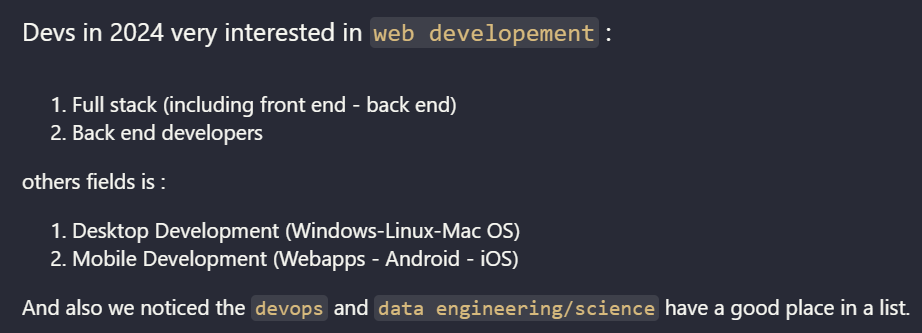 Devs in 2024 very interested in web developement :
1. Full stack (including front end - back end)
2. Back end developers
others fields is :
1. Desktop Development (Windows-Linux-Mac OS)
2. Mobile Development (Webapps - Android - iOS)
And also we noticed the devops and data engineering/science have a good place in a list.